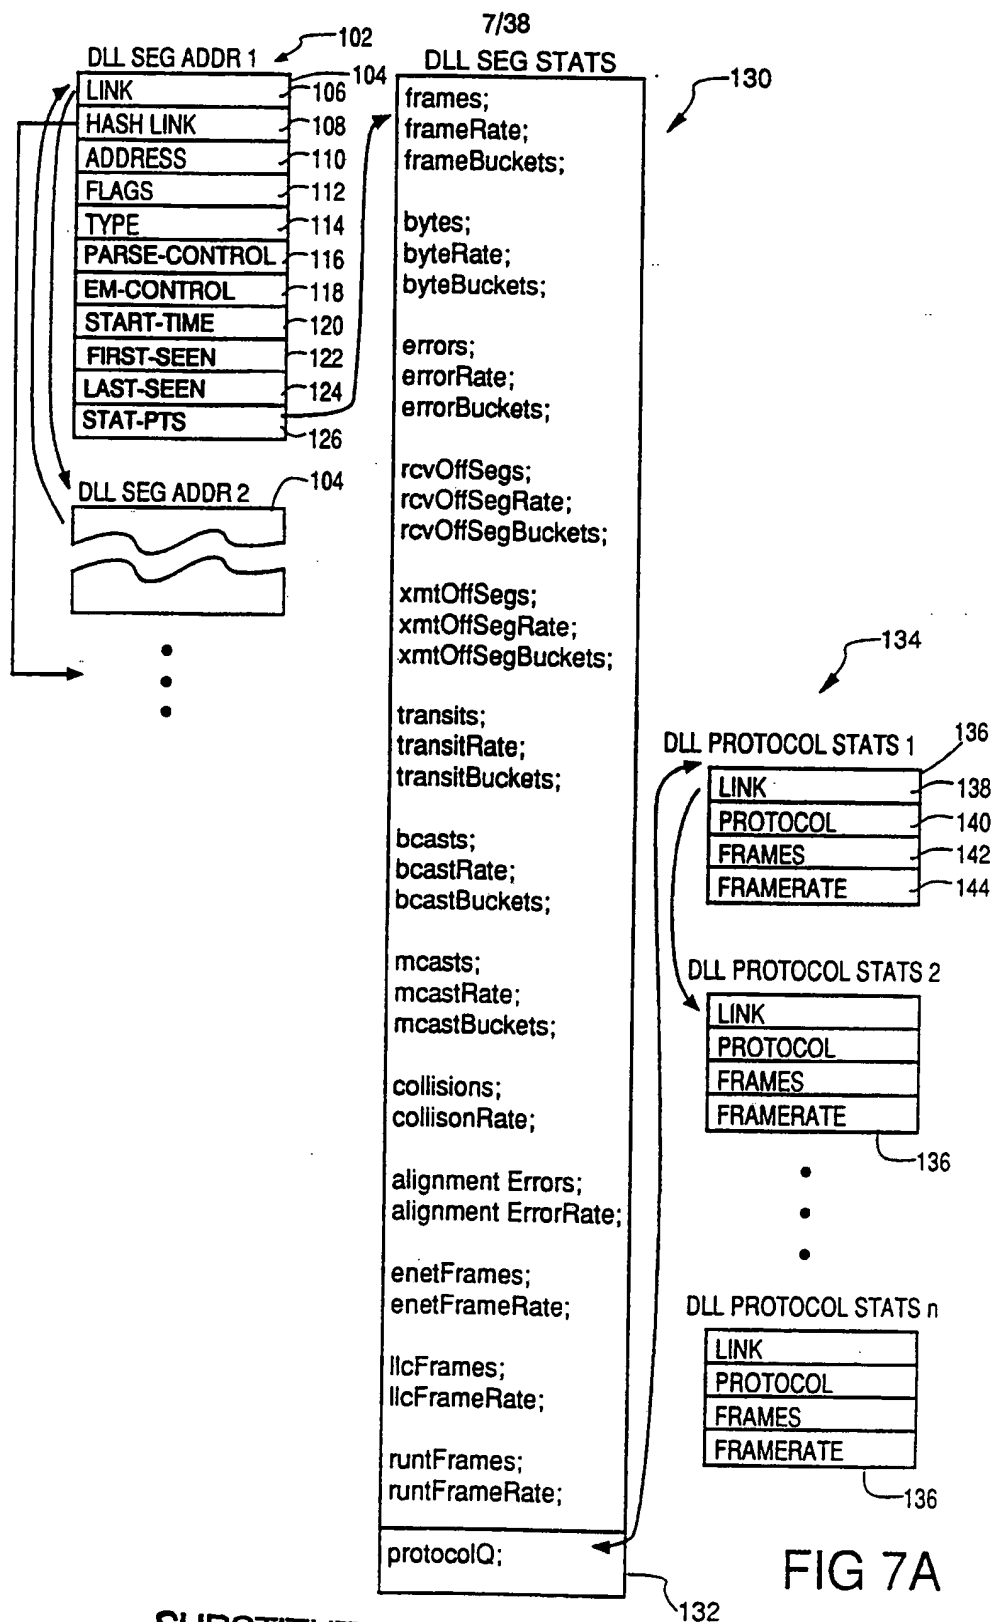 7/38
DLL SEG ADDR 1
102
104
LINK
106
HASH LINK
108
ADDRESS
110
FLAGS
112
TYPE
114
PARSE-CONTROL
116
EM-CONTROL
118
START-TIME
120
FIRST-SEEN
122
LAST-SEEN
124
STAT-PTS
126
DLL SEG ADDR 2
104
DLL SEG STATS
130
frames;
frameRate;
frameBuckets;
bytes;
byteRate;
byteBuckets;
errors;
errorRate;
errorBuckets;
rcvOffSegs;
rcvOffSegRate;
rcvOffSegBuckets;
xmtOffSegs;
xmtOffSegRate;
xmtOffSegBuckets;
transits;
transitRate;
transitBuckets;
bcasts;
bcastRate;
bcastBuckets;
mcasts;
mcastRate;
mcastBuckets;
collisions;
collisonRate;
alignment Errors;
alignment ErrorRate;
enetFrames;
enetFrameRate;
llcFrames;
llcFrameRate;
runtFrames;
runtFrameRate;
protocolQ;
132
134
DLL PROTOCOL STATS 1
136
LINK
138
PROTOCOL
140
FRAMES
142
FRAMERATE
144
DLL PROTOCOL STATS 2
LINK
PROTOCOL
FRAMES
FRAMERATE
136
DLL PROTOCOL STATS n
LINK
PROTOCOL
FRAMES
FRAMERATE
136
FIG 7A